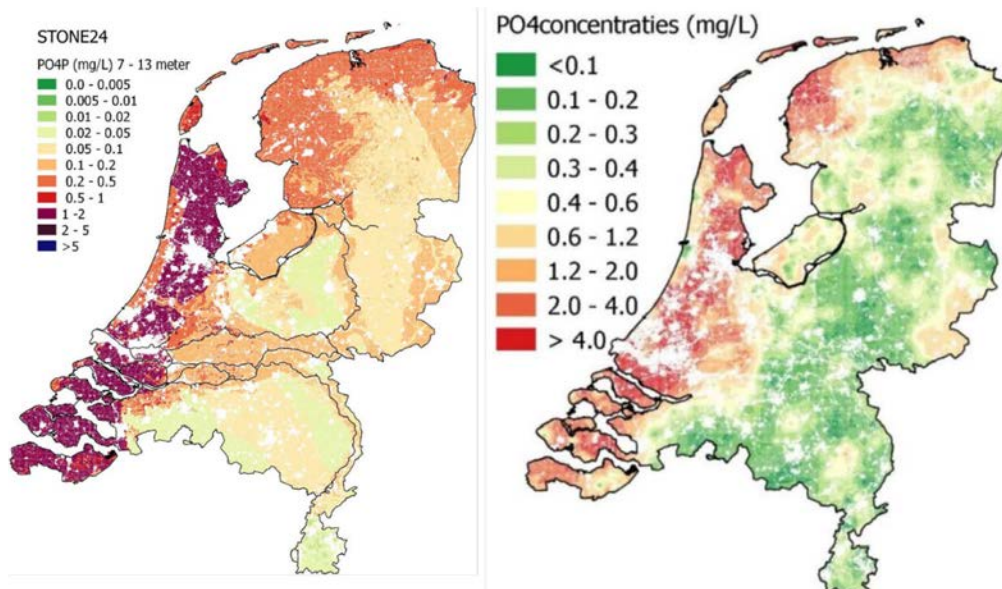 STONE24
PO4P (mg/L) 7 - 13 meter
0.0 - 0.005
0.005 - 0.01
0.01 - 0.02
0.02 - 0.05
0.05 - 0.1
0.1 - 0.2
0.2 - 0.5
0.5 - 1
1 -2
2 - 5
>5
PO4concentraties (mg/L)
<0.1
0.1 - 0.2
0.2 - 0.3
0.3 - 0.4
0.4 - 0.6
0.6 - 1.2
1.2 - 2.0
2.0 - 4.0
> 4.0